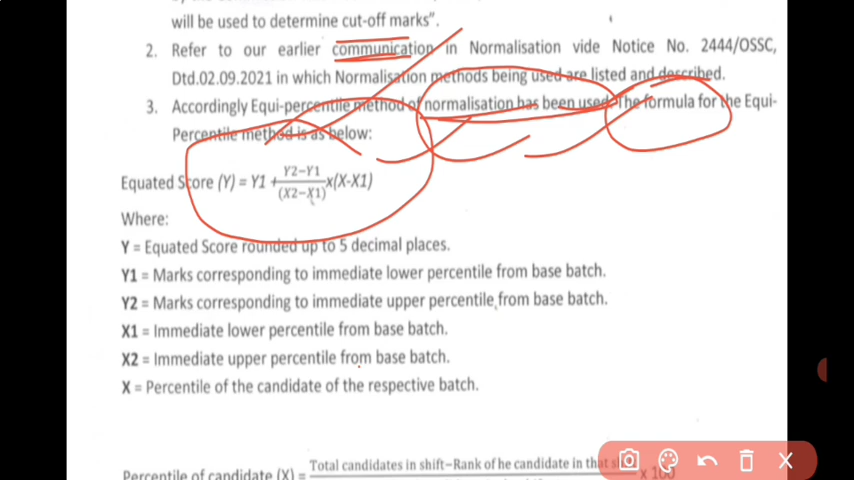 will be used to determine cut-off marks".
2. Refer to our earlier communication in Normalisation vide Notice No. 2444/OSSC,
Dtd.02.09.2021 in which Normalisation methods being used are listed and described.
3. Accordingly Equi-percentile method of normalisation has been used. The formula for the Equi-
Percentile method is as below:
Equated Score (Y) = Y1 + Y2-Y1/(X2-X1) x(X-X1)
Where:
Y = Equated Score rounded up to 5 decimal places.
Y1 = Marks corresponding to immediate lower percentile from base batch.
Y2 = Marks corresponding to immediate upper percentile from base batch.
X1 = Immediate lower percentile from base batch.
X2 = Immediate upper percentile from base batch.
X = Percentile of the candidate of the respective batch.
Total candidates in shift-Rank of he candidate in that
Percentile of candidate (X) = x 100